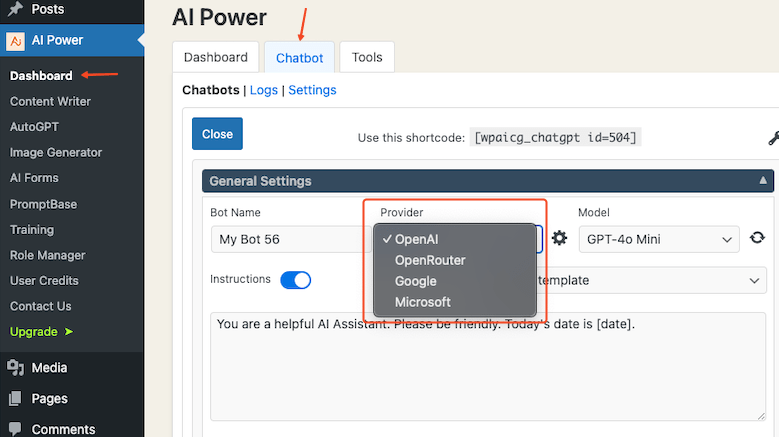 Posts
AI Power
Dashboard
Content Writer
AutoGPT
Image Generator
AI Forms
PromptBase
Training
Role Manager
User Credits
Contact Us
Upgrade ➤
Media
Pages
Comments
AI Power
Dashboard Chatbot Tools
Chatbots | Logs | Settings
Close Use this shortcode: [wpaicg_chatgpt id=504]
General Settings
Bot Name Provider Model
My Bot 56 ✓ OpenAI GPT-4o Mini
OpenRouter
Google
Microsoft
Instructions template
You are a helpful AI Assistant. Please be friendly. Today's date is [date].